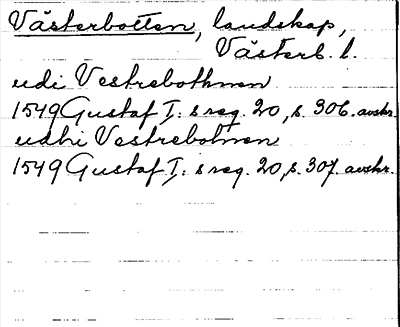 Västerbotten, landskap,
Västerb. l.
udi Vestrebothnen
1549 Gustaf I:s reg. 20, s. 306. avskr.
udhi Vestrebotnen
1549 Gustaf I:s reg. 20, s. 307. avskr.